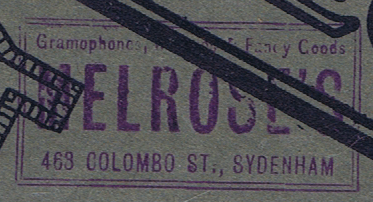 Gramophones, & Fancy Goods
MELROSE'S
463 COLOMBO ST., SYDENHAM